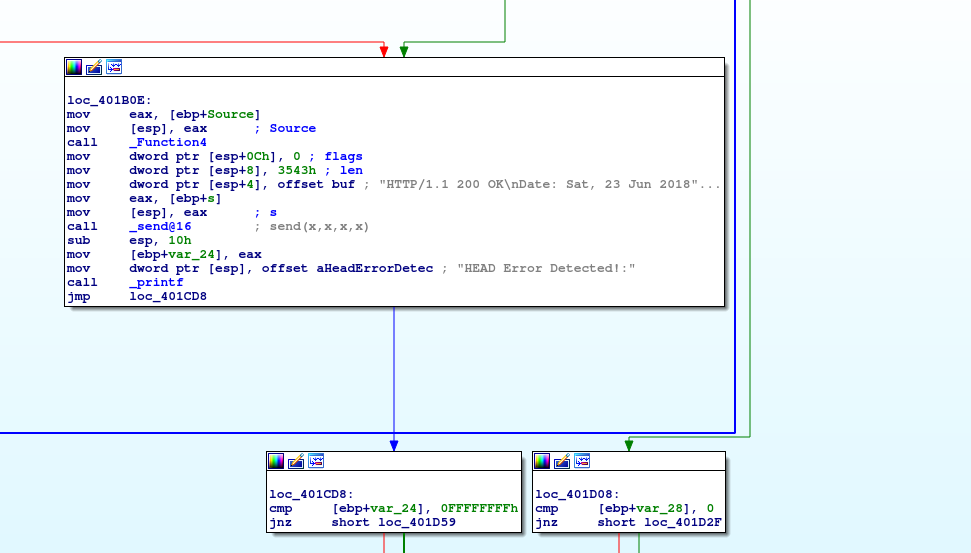 loc_401B0E:
mov eax, [ebp+Source]
mov [esp], eax ; Source
call _Function4
mov dword ptr [esp+0Ch], 0 ; flags
mov dword ptr [esp+8], 3543h ; len
mov dword ptr [esp+4], offset buf ; "HTTP/1.1 200 OK\nDate: Sat, 23 Jun 2018"...
mov eax, [ebp+s]
mov [esp], eax ; s
call _send@16 ; send(x,x,x,x)
sub esp, 10h
mov [ebp+var_24], eax
mov dword ptr [esp], offset aHeadErrorDetec ; "HEAD Error Detected!:"
call _printf
jmp loc_401CD8
loc_401CD8:
cmp [ebp+var_24], 0FFFFFFFFh
jnz short loc_401D59
loc_401D08:
cmp [ebp+var_28], 0
jnz short loc_401D2F